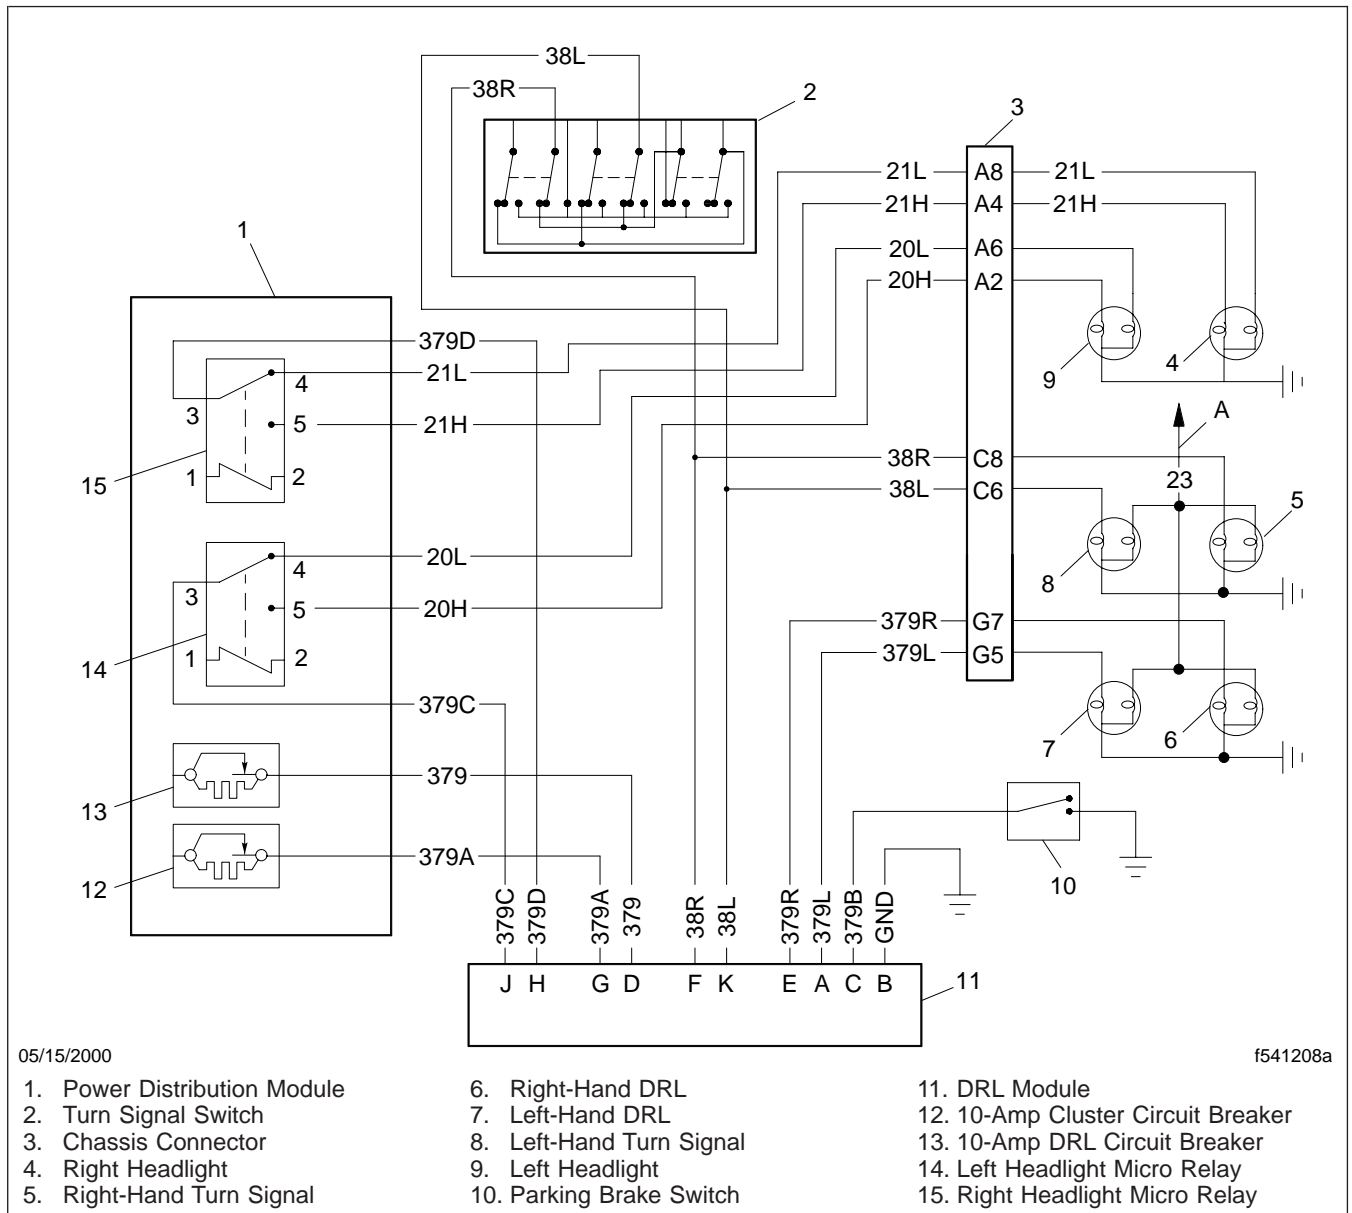 38L
38R
2
3
21L A8 21L
21H A4 21H
20L A6
20H A2
1
379D
21L
4
3
5 21H
1 2
15
9 4
A
38R C8
38L C6
23
5
20L
4
3
5 20H
1 2
14
8
379R G7
379L G5
379C
7 6
379
13
379A
12
10
379C 379D 379A 379 38R 38L 379R 379L 379B GND
J H G D F K E A C B
11
05/15/2000 f541208a
1. Power Distribution Module
2. Turn Signal Switch
3. Chassis Connector
4. Right Headlight
5. Right-Hand Turn Signal
6. Right-Hand DRL
7. Left-Hand DRL
8. Left-Hand Turn Signal
9. Left Headlight
10. Parking Brake Switch
11. DRL Module
12. 10-Amp Cluster Circuit Breaker
13. 10-Amp DRL Circuit Breaker
14. Left Headlight Micro Relay
15. Right Headlight Micro Relay